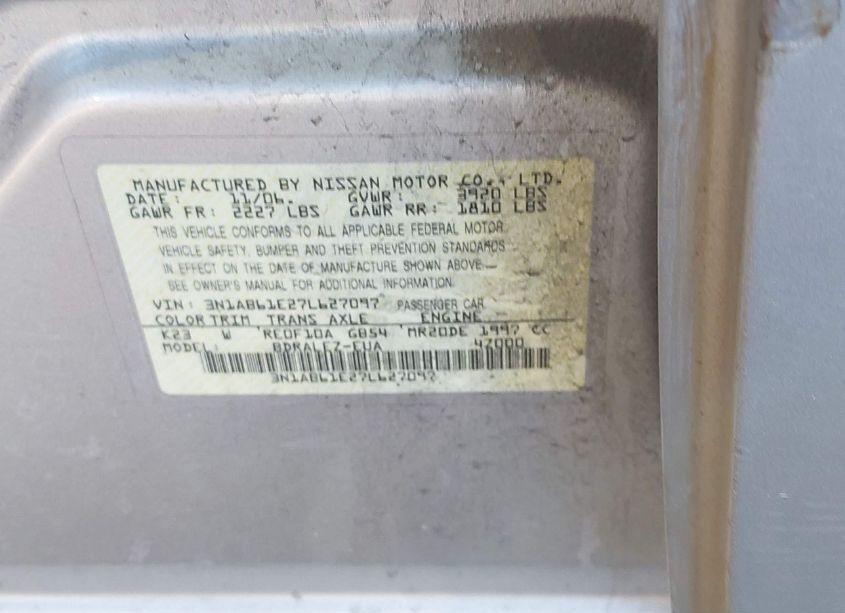 MANUFACTURED BY NISSAN MOTOR CO., LTD.
DATE: 11/06. GVWR: 3920 LBS
GAWR FR: 2227 LBS GAWR RR: 1810 LBS
THIS VEHICLE CONFORMS TO ALL APPLICABLE FEDERAL MOTOR
VEHICLE SAFETY, BUMPER AND THEFT PREVENTION STANDARDS
IN EFFECT ON THE DATE OF MANUFACTURE SHOWN ABOVE.
SEE OWNER'S MANUAL FOR ADDITIONAL INFORMATION.
VIN: 3N1AB61E27L627097 PASSENGER CAR
COLOR TRIM TRANS AXLE ENGINE
K23 W RE0F10A GB54 MR20DE 1997 CC
MODEL: BDRALFZ-EUA 47000
3N1AB61E27L627097